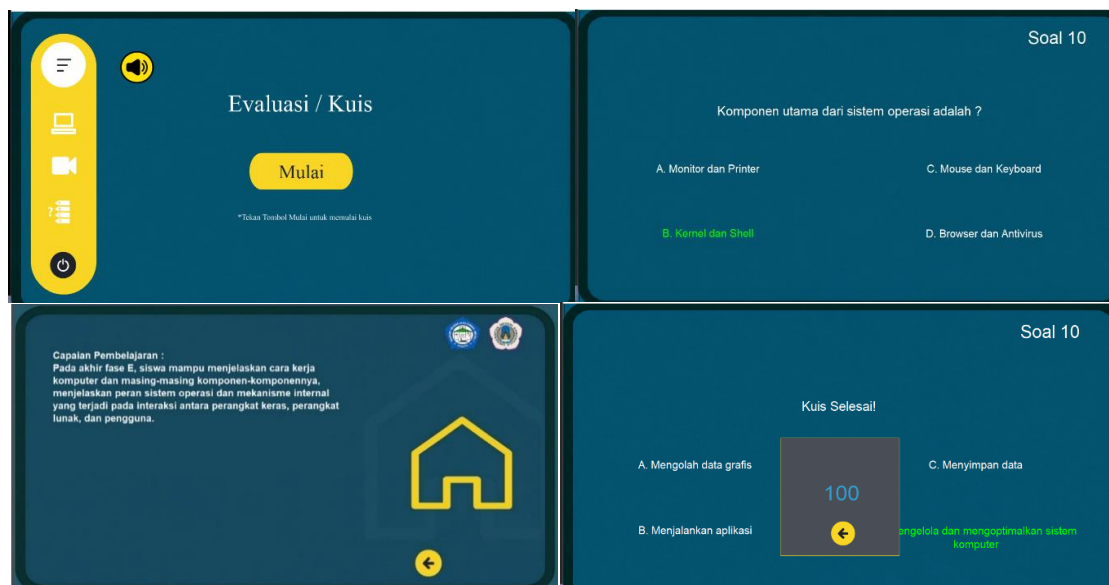 Evaluasi / Kuis
Mulai
*Tekan Tombol Mulai untuk memulai kuis
Soal 10
Komponen utama dari sistem operasi adalah ?
A. Monitor dan Printer
C. Mouse dan Keyboard
B. Kernel dan Shell
D. Browser dan Antivirus
Capaian Pembelajaran :
Pada akhir fase E, siswa mampu menjelaskan cara kerja
komputer dan masing-masing komponen-komponennya,
menjelaskan peran sistem operasi dan mekanisme internal
yang terjadi pada interaksi antara perangkat keras, perangkat
lunak, dan pengguna.
Soal 10
Kuis Selesai!
A. Mengolah data grafis
C. Menyimpan data
100
B. Menjalankan aplikasi
engelola dan mengoptimalkan sistem
komputer